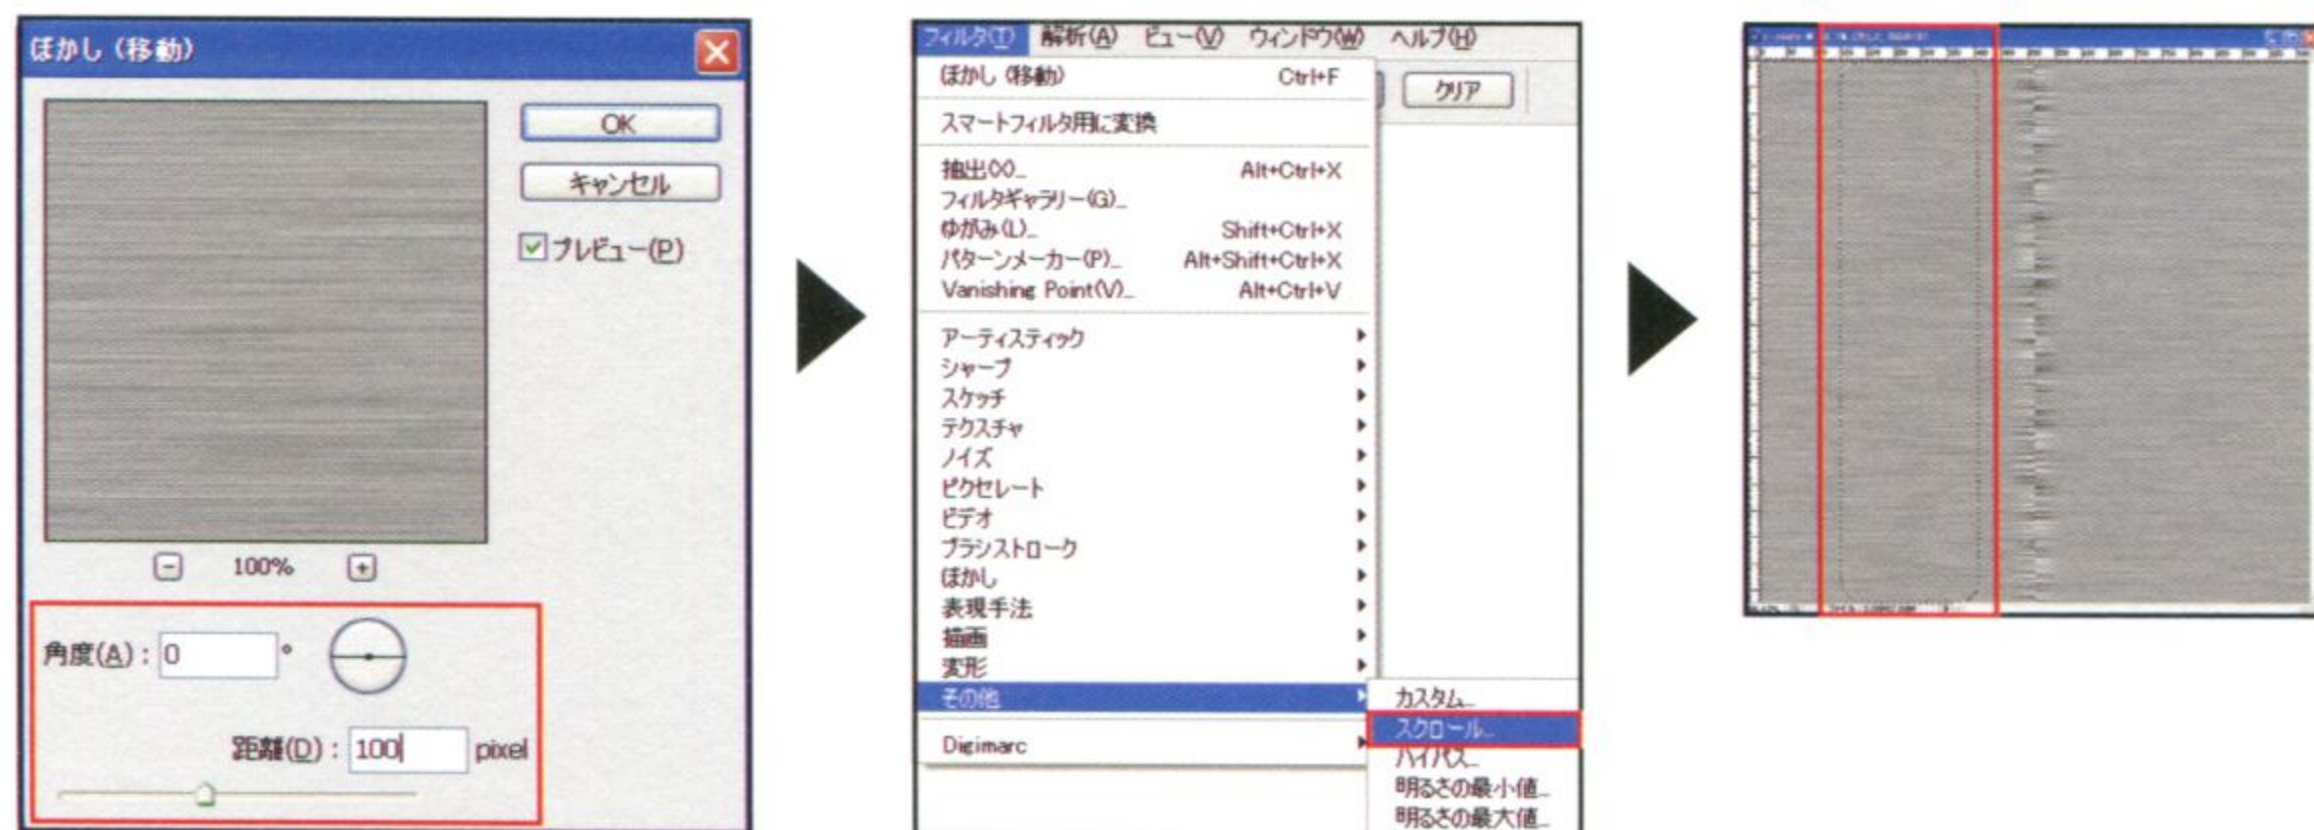 ぼかし (移動)
OK
キャンセル
プレビュー(P)
100%
角度(A) : 0 °
距離(D) : 100 pixel
フィルタ(T) 解析(A) ビュー(V) ウィンドウ(W) ヘルプ(H)
ぼかし (移動) Ctrl+F
クリア
スマートフィルタ用に変換
抽出(X)... Alt+Ctrl+X
フィルタギャラリー(G)...
ゆがみ(L)... Shift+Ctrl+X
パターンメーカー(P)... Alt+Shift+Ctrl+X
Vanishing Point(V)... Alt+Ctrl+V
アーティスティック
シャープ
スケッチ
テクスチャ
ノイズ
ピクセレート
ビデオ
ブラシストローク
ぼかし
表現手法
描画
変形
その他
Digimarc
カスタム...
スクロール...
ハイパス...
明るさの最小値...
明るさの最大値...